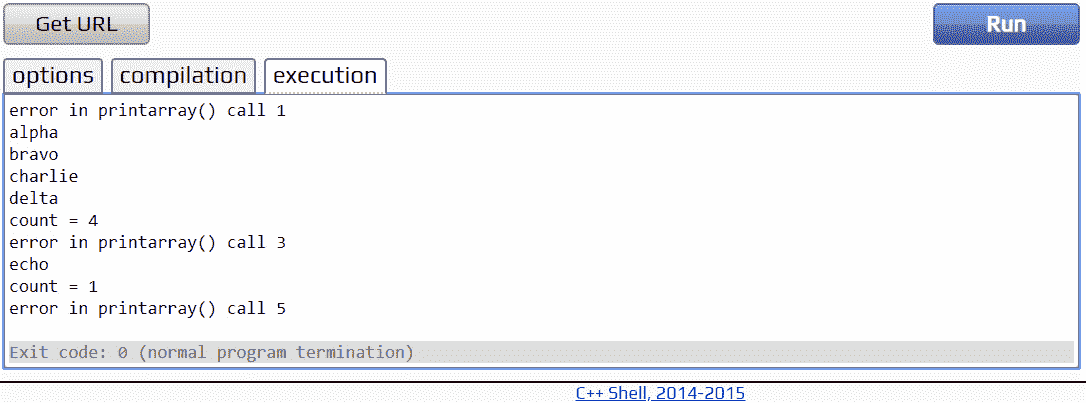 Get URL
Run
options compilation execution
error in printarray() call 1
alpha
bravo
charlie
delta
count = 4
error in printarray() call 3
echo
count = 1
error in printarray() call 5
Exit code: 0 (normal program termination)
C++ Shell, 2014-2015